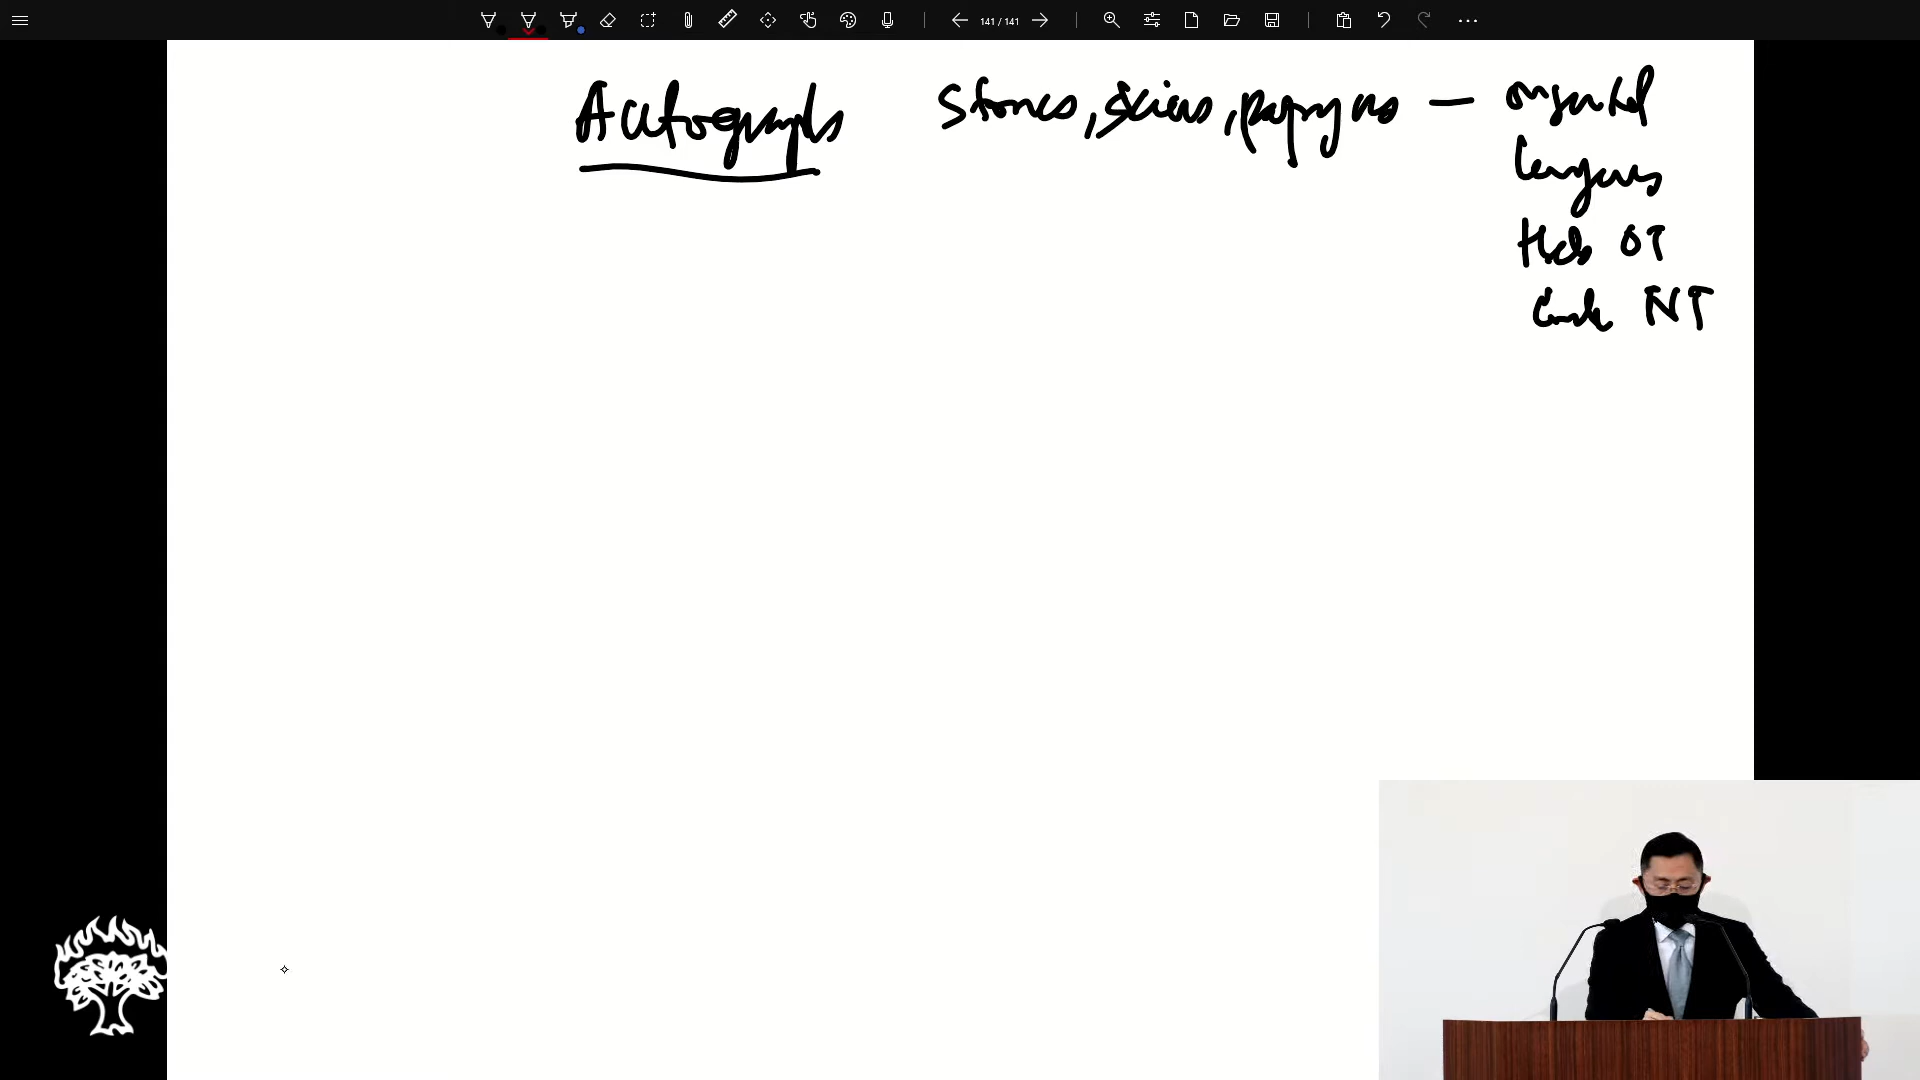 141 / 141
Autographs Stones, skins, papyrus — original
languages
Heb OT
Greek NT